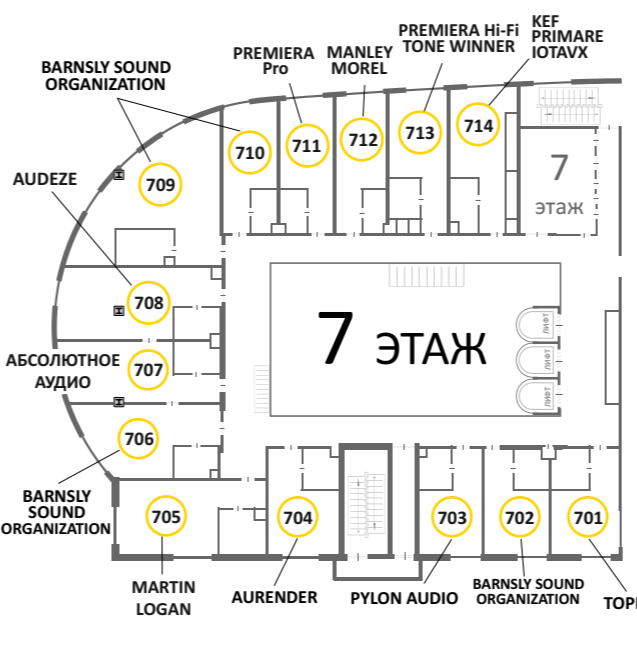 KEF
PRIMARE
IOTAVX
PREMIERA Hi-Fi
TONE WINNER
MANLEY
MOREL
PREMIERA
Pro
BARNSLY SOUND
ORGANIZATION
714
713
712
711
710
709
7
этаж
AUDEZE
708
7 ЭТАЖ
ЛИФТ
ЛИФТ
ЛИФТ
АБСОЛЮТНОЕ
АУДИО
707
706
BARNSLY
SOUND
ORGANIZATION
705
704
703
702
701
MARTIN
LOGAN
AURENDER
PYLON AUDIO
BARNSLY SOUND
ORGANIZATION